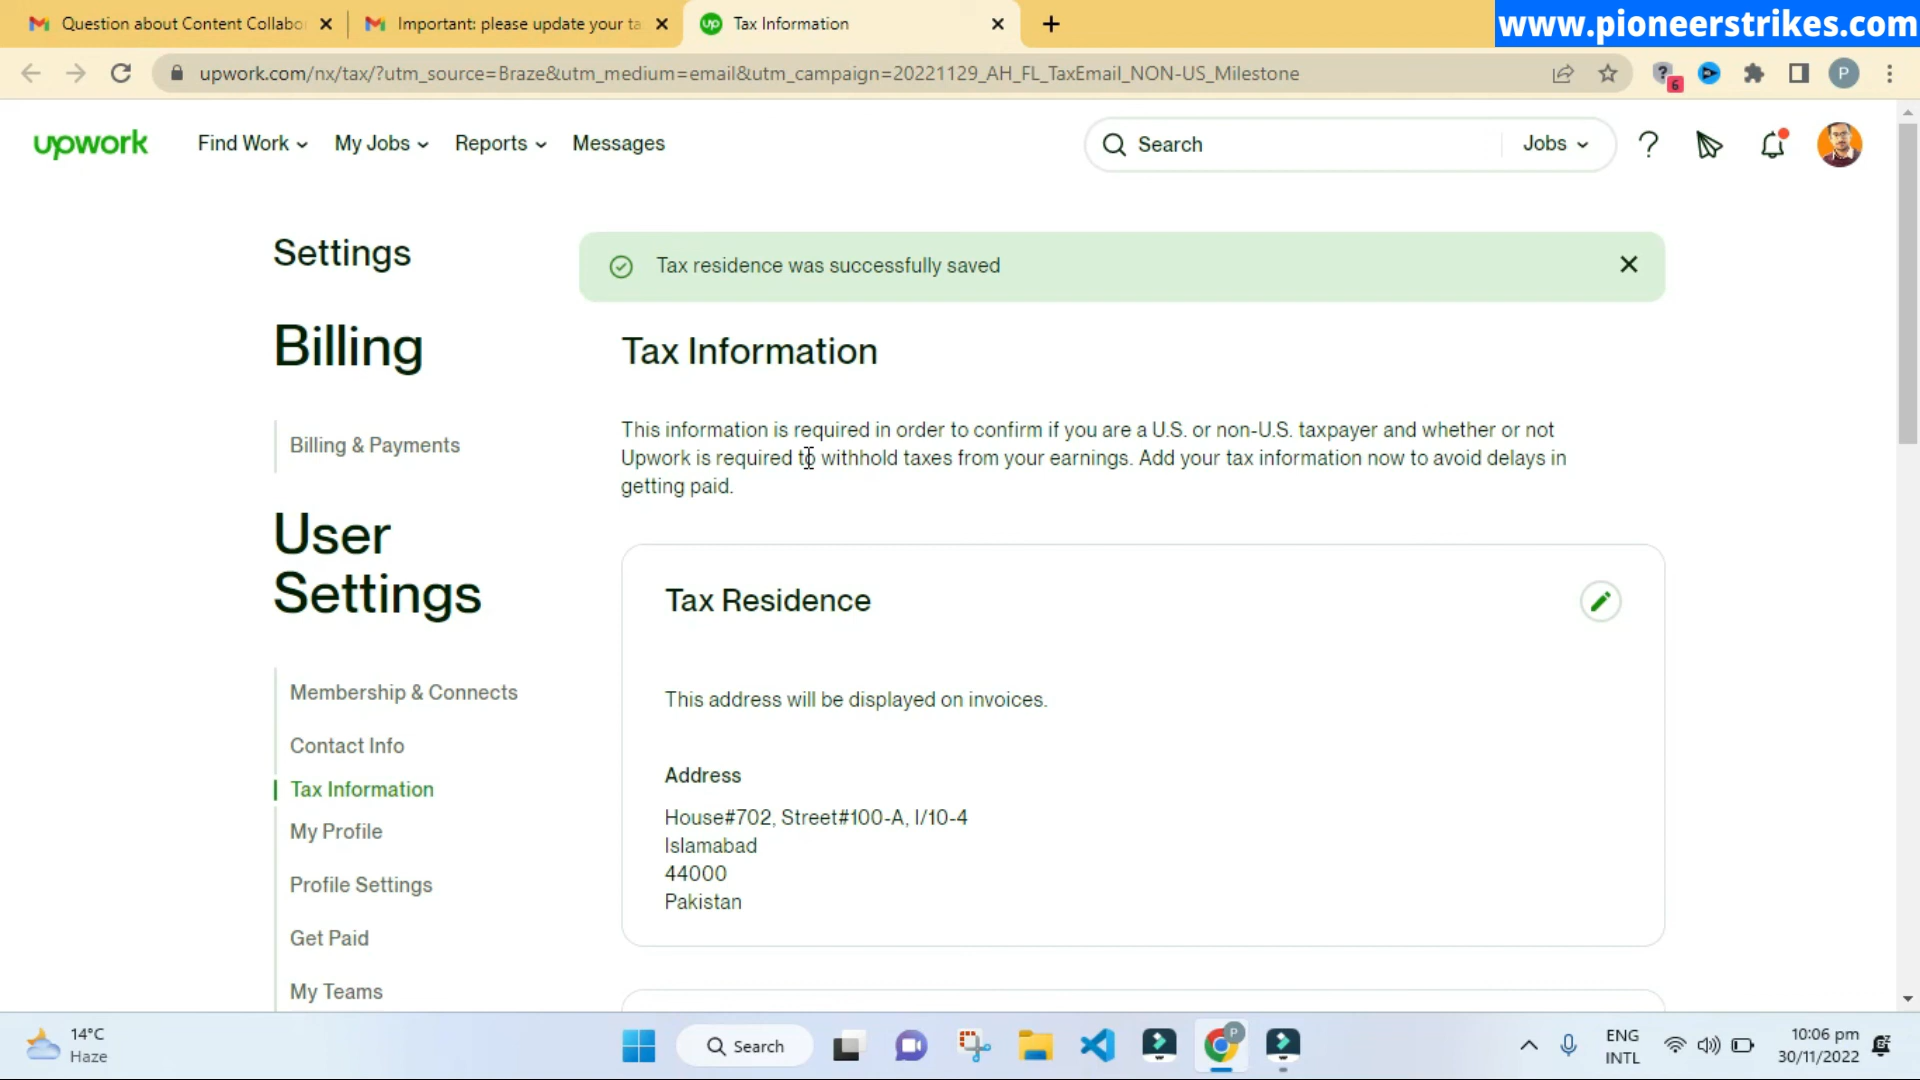 Question about Content Collabo
Important: please update your ta
Tax Information
www.pioneerstrikes.com
upwork.com/nx/tax/?utm_source=Braze&utm_medium=email&utm_campaign=20221129_AH_FL_TaxEmail_NON-US_Milestone
6
P
upwork
Find Work
My Jobs
Reports
Messages
Search
Jobs
Settings
Tax residence was successfully saved
Billing
Tax Information
Billing & Payments
This information is required in order to confirm if you are a U.S. or non-U.S. taxpayer and whether or not
Upwork is required to withhold taxes from your earnings. Add your tax information now to avoid delays in
getting paid.
User
Settings
Tax Residence
This address will be displayed on invoices.
Membership & Connects
Contact Info
Tax Information
My Profile
Profile Settings
Get Paid
My Teams
Address
House#702, Street#100-A, I/10-4
Islamabad
44000
Pakistan
14°C
Haze
Search
P
ENG
INTL
10:06 pm
30/11/2022